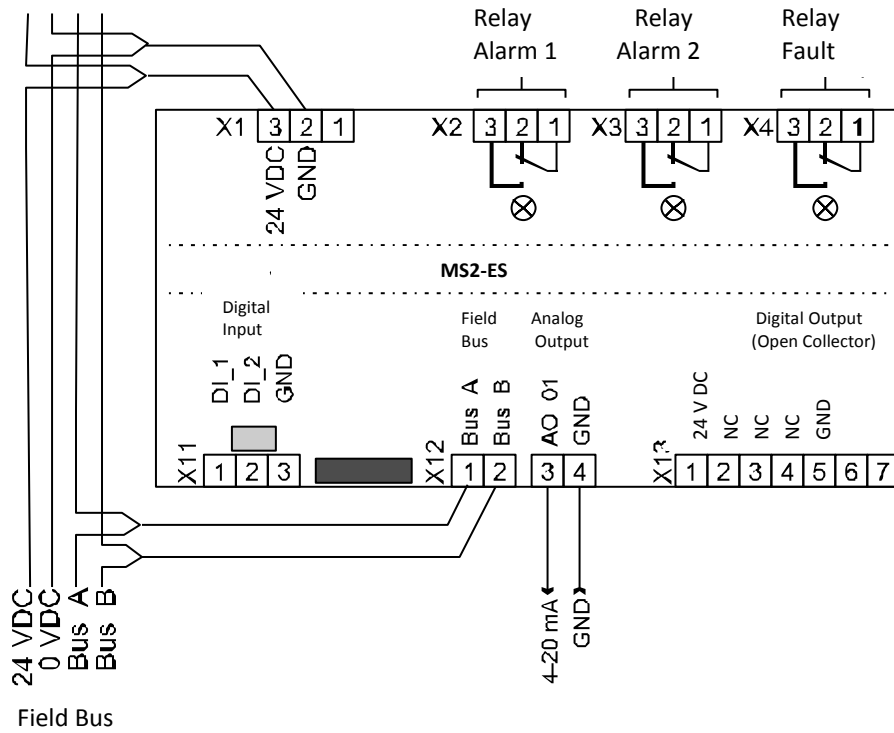 Relay Alarm 1
Relay Alarm 2
Relay Fault
X1 3 2 1
X2 3 2 1
X3 3 2 1
X4 3 2 1
24 VDC
GND
MS2-ES
Digital Input
Field Bus
Analog Output
Digital Output
(Open Collector)
DI_1
DI_2
GND
Bus A
Bus B
AO 01
GND
24 V DC
NC
NC
NC
GND
X11 1 2 3
X12 1 2 3 4
X13 1 2 3 4 5 6 7
24 VDC
0 VDC
Bus A
Bus B
4-20 mA
GND
Field Bus